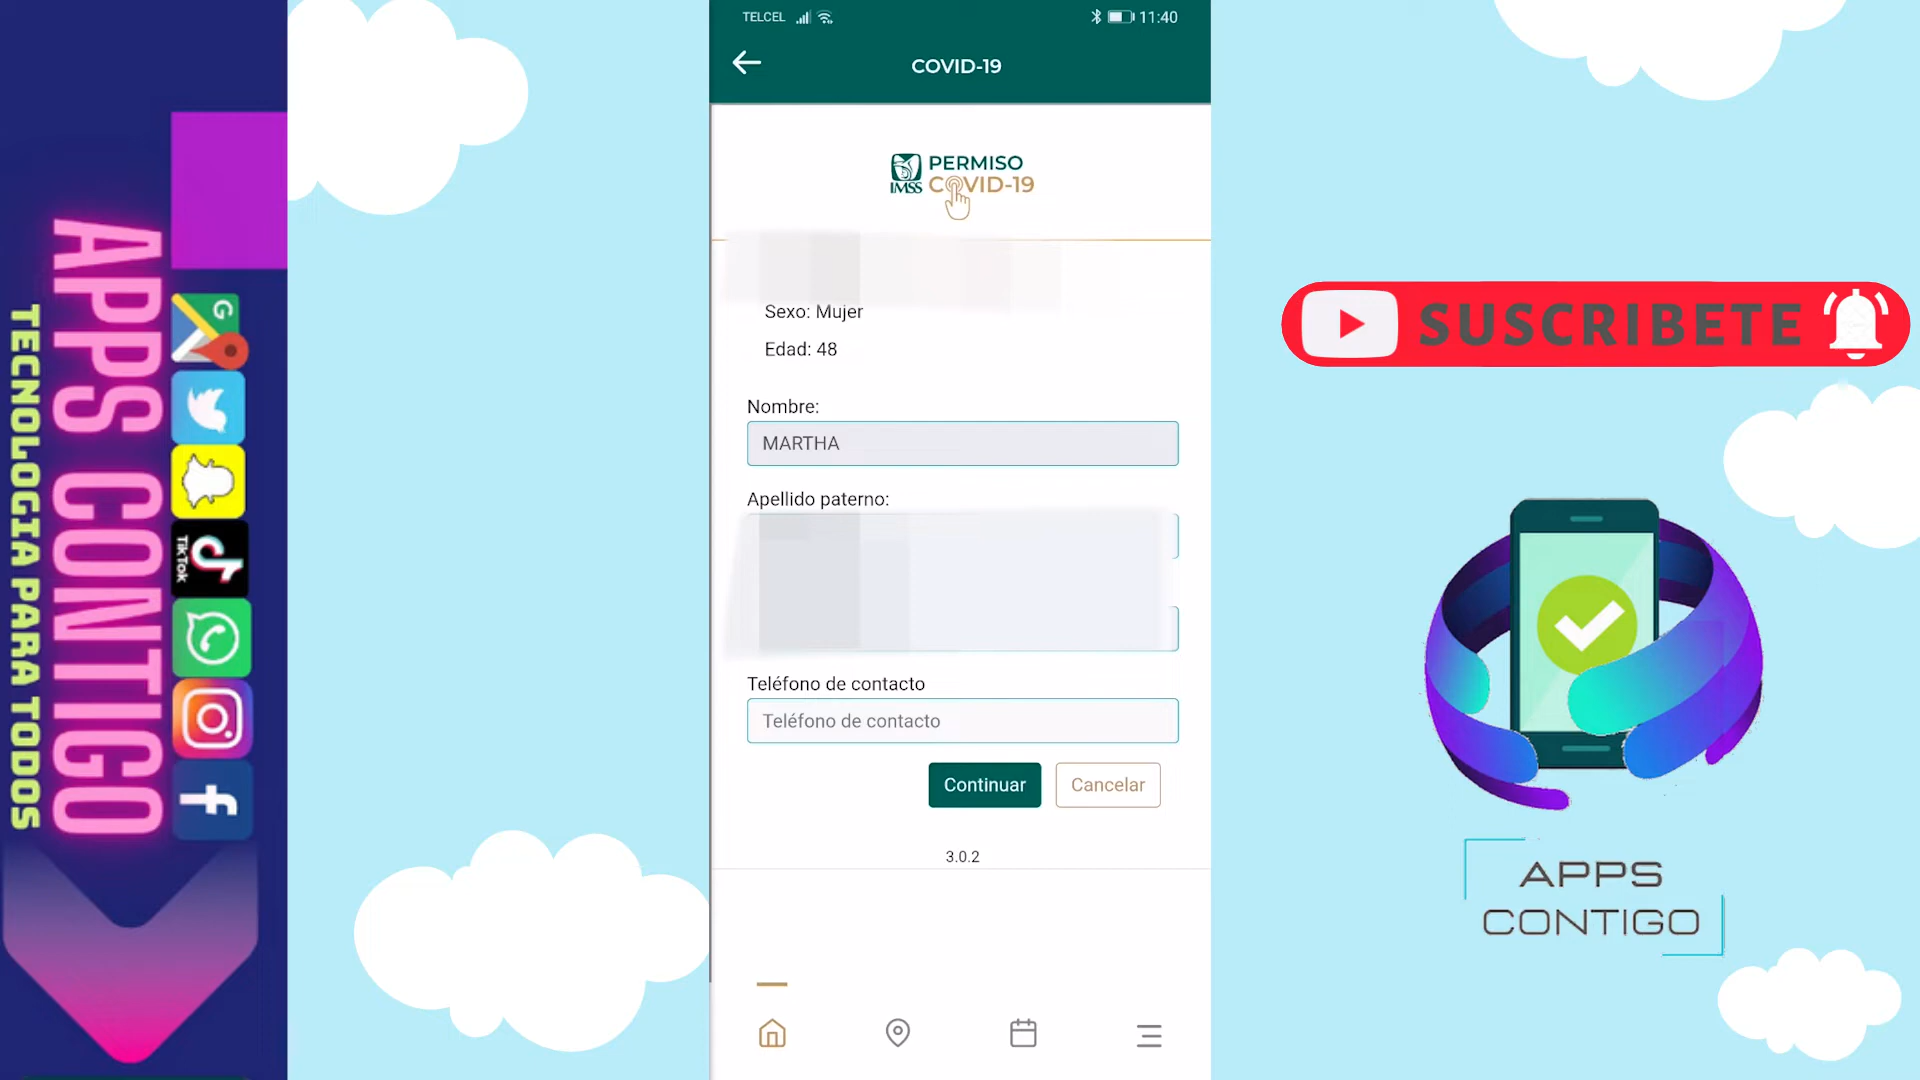 APPS CONTIGO
TECNOLOGIA PARA TODOS
G
TikTok
TELCEL
11:40
COVID-19
PERMISO
IMSS COVID-19
Sexo: Mujer
Edad: 48
Nombre:
MARTHA
Apellido paterno:
Teléfono de contacto
Teléfono de contacto
Continuar
Cancelar
3.0.2
SUSCRIBETE
APPS
CONTIGO